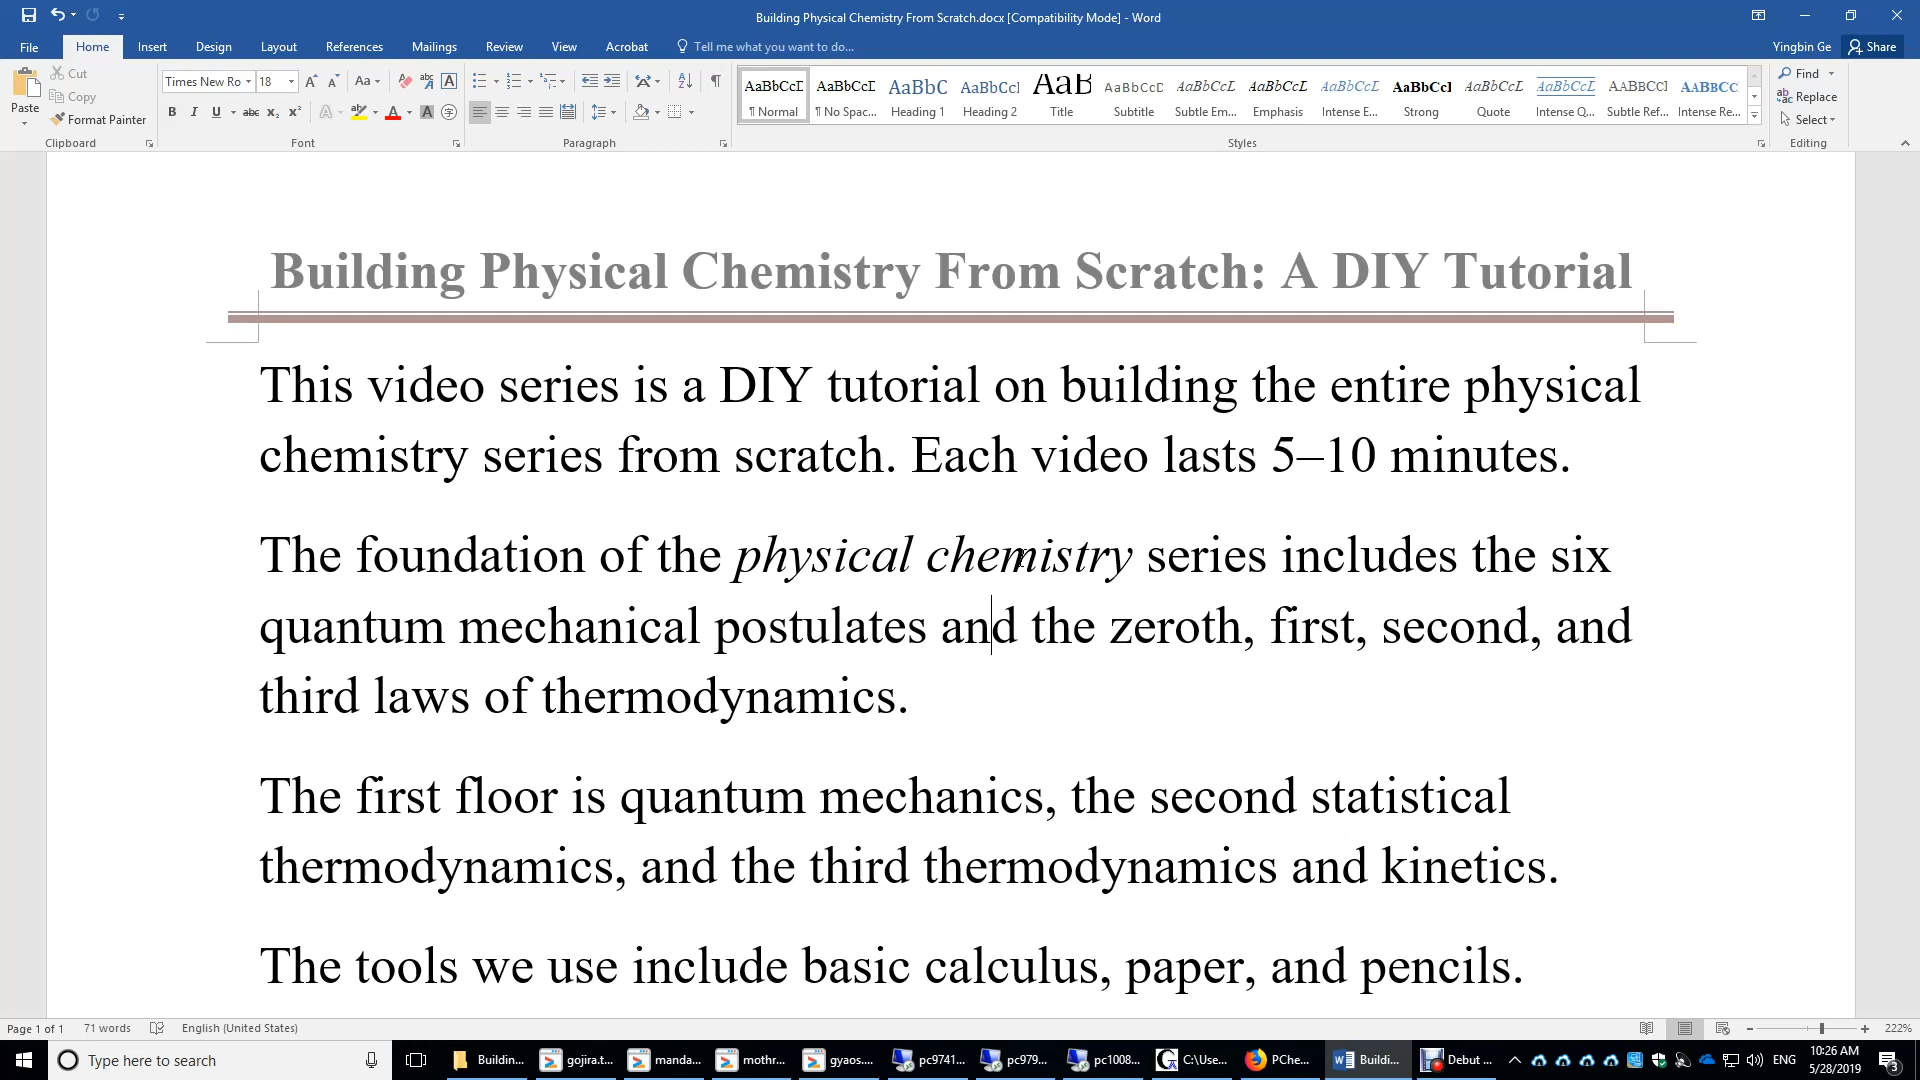 Building Physical Chemistry From Scratch.docx [Compatibility Mode] - Word
File Home Insert Design Layout References Mailings Review View Acrobat Tell me what you want to do... Yingbin Ge Share
Paste Cut Copy Format Painter Clipboard
Times New Ro 18 Font
Paragraph
AaBbCcD AaBbCcD AaBbC AaBbCcI AaB AaBbCcD AaBbCcL AaBbCcL AaBbCcL AaBbCcI AaBbCcL AaBbCcL AABBCCI AABBCC
¶ Normal ¶ No Spac... Heading 1 Heading 2 Title Subtitle Subtle Em... Emphasis Intense E... Strong Quote Intense Q... Subtle Ref... Intense Re...
Styles
Find Replace Select Editing
Building Physical Chemistry From Scratch: A DIY Tutorial
This video series is a DIY tutorial on building the entire physical
chemistry series from scratch. Each video lasts 5–10 minutes.
The foundation of the physical chemistry series includes the six
quantum mechanical postulates and the zeroth, first, second, and
third laws of thermodynamics.
The first floor is quantum mechanics, the second statistical
thermodynamics, and the third thermodynamics and kinetics.
The tools we use include basic calculus, paper, and pencils.
Page 1 of 1 71 words English (United States) 222%
Type here to search Buildin... gojira.t... manda... mothr... gyaos.... pc9741... pc979... pc1008... C:\Use... PChe... Buildi... Debut ... ENG 10:26 AM
5/28/2019 3